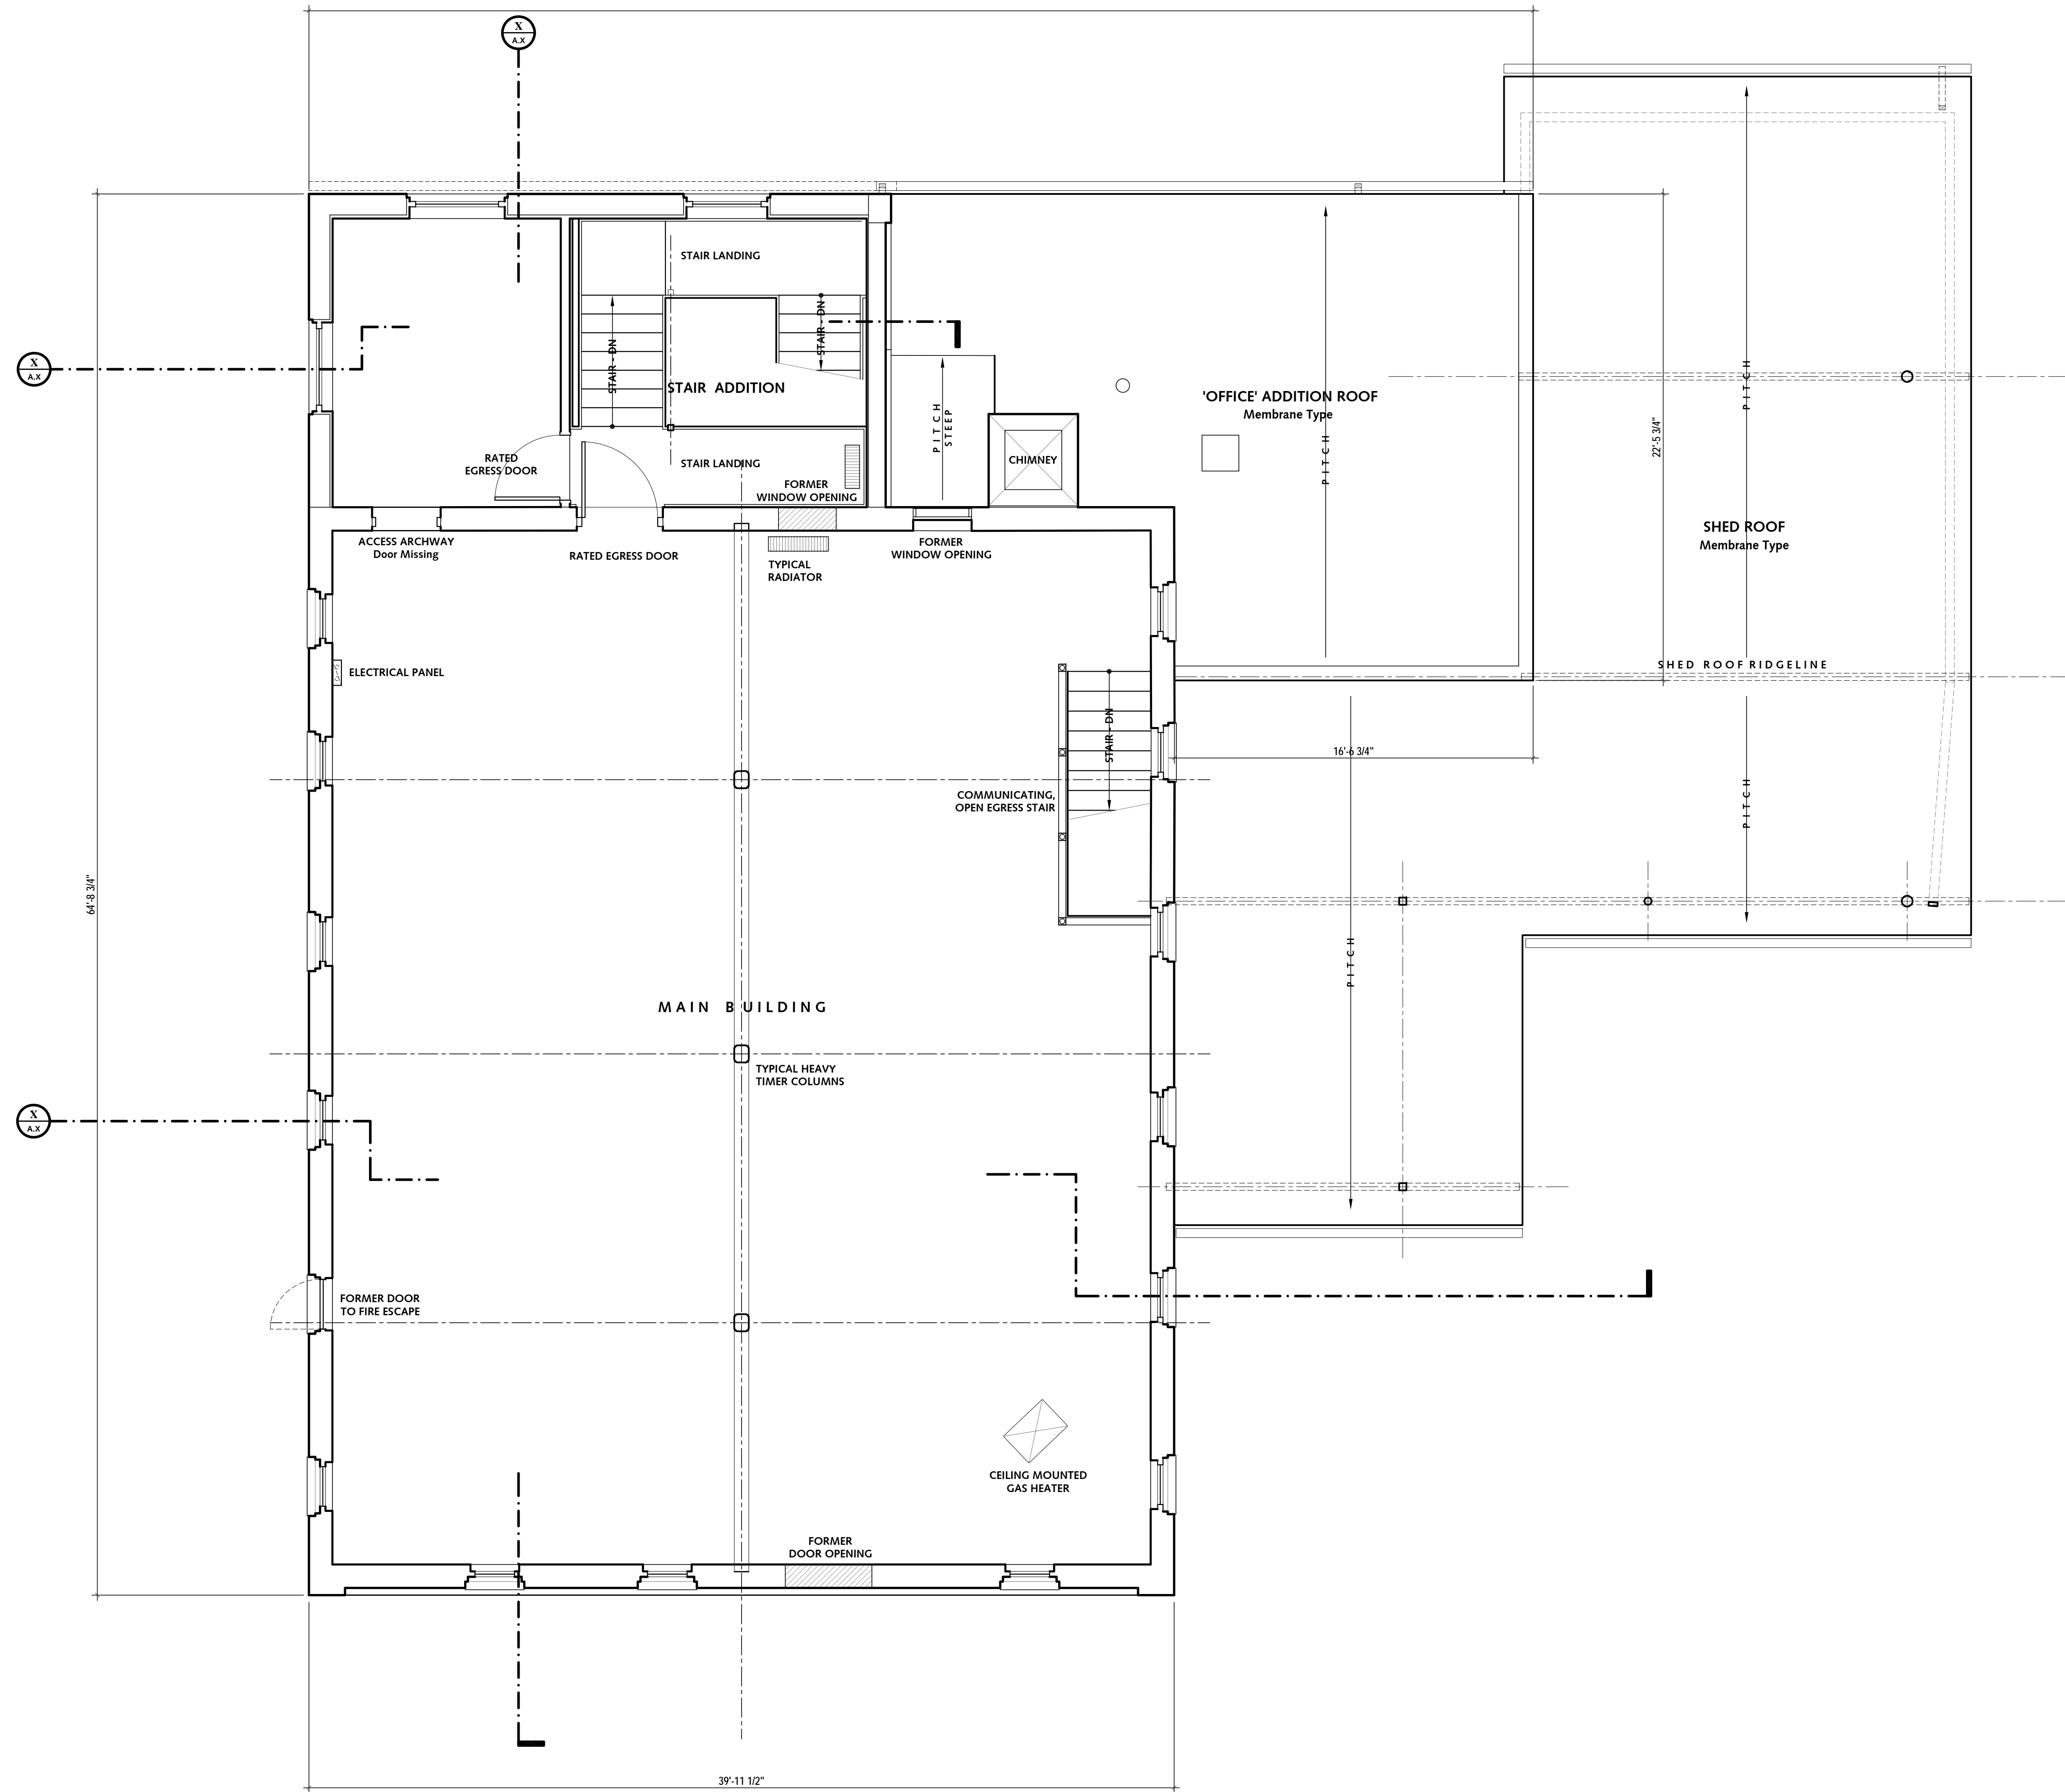 X
A.X
STAIR LANDING
STAIR - DN
STAIR - DN
X
A.X
STAIR ADDITION
'OFFICE' ADDITION ROOF
Membrane Type
PITCH
PITCH
STEEP
PITCH
22'-5 3/4"
CHIMNEY
RATED
EGRESS DOOR
STAIR LANDING
FORMER
WINDOW OPENING
SHED ROOF
Membrane Type
ACCESS ARCHWAY
Door Missing
RATED EGRESS DOOR
TYPICAL
RADIATOR
FORMER
WINDOW OPENING
ELECTRICAL PANEL
SHED ROOF RIDGELINE
STAIR - DN
16'-6 3/4"
COMMUNICATING,
OPEN EGRESS STAIR
PITCH
64'-8 3/4"
PITCH
MAIN BUILDING
TYPICAL HEAVY
TIMER COLUMNS
X
A.X
FORMER DOOR
TO FIRE ESCAPE
CEILING MOUNTED
GAS HEATER
FORMER
DOOR OPENING
39'-11 1/2"